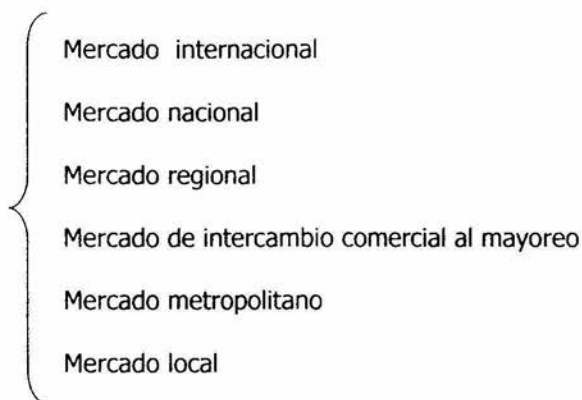 Mercado internacional
Mercado nacional
Mercado regional
Mercado de intercambio comercial al mayoreo
Mercado metropolitano
Mercado local